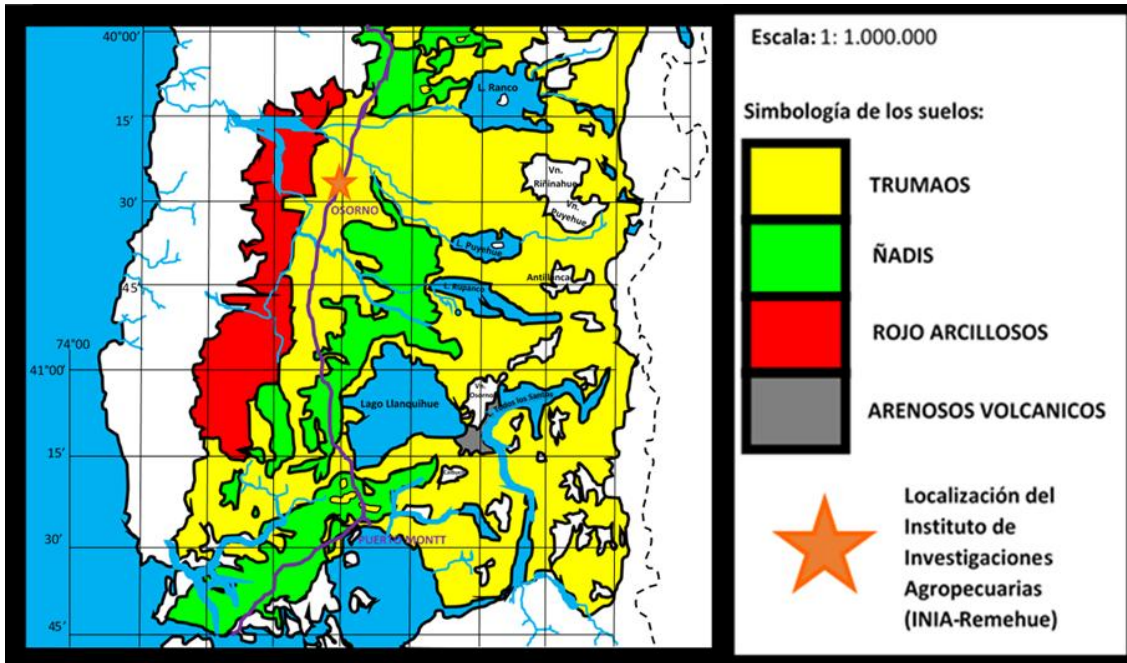 40°00'
15'
30'
45'
74°00
41°00'
15'
30'
45'
L. Ranco
Vn.
Riñinahue
Vn.
Puyehue
OSORNO
L. Puyehue
Antillanca
L. Rupanco
Lago Llanquihue
Vn.
Osorno
L. Todos los Santos
PUERTO MONTT
Escala: 1: 1.000.000
Simbología de los suelos:
TRUMAOS
ÑADIS
ROJO ARCILLOSOS
ARENOSOS VOLCANICOS
Localización del
Instituto de
Investigaciones
Agropecuarias
(INIA-Remehue)